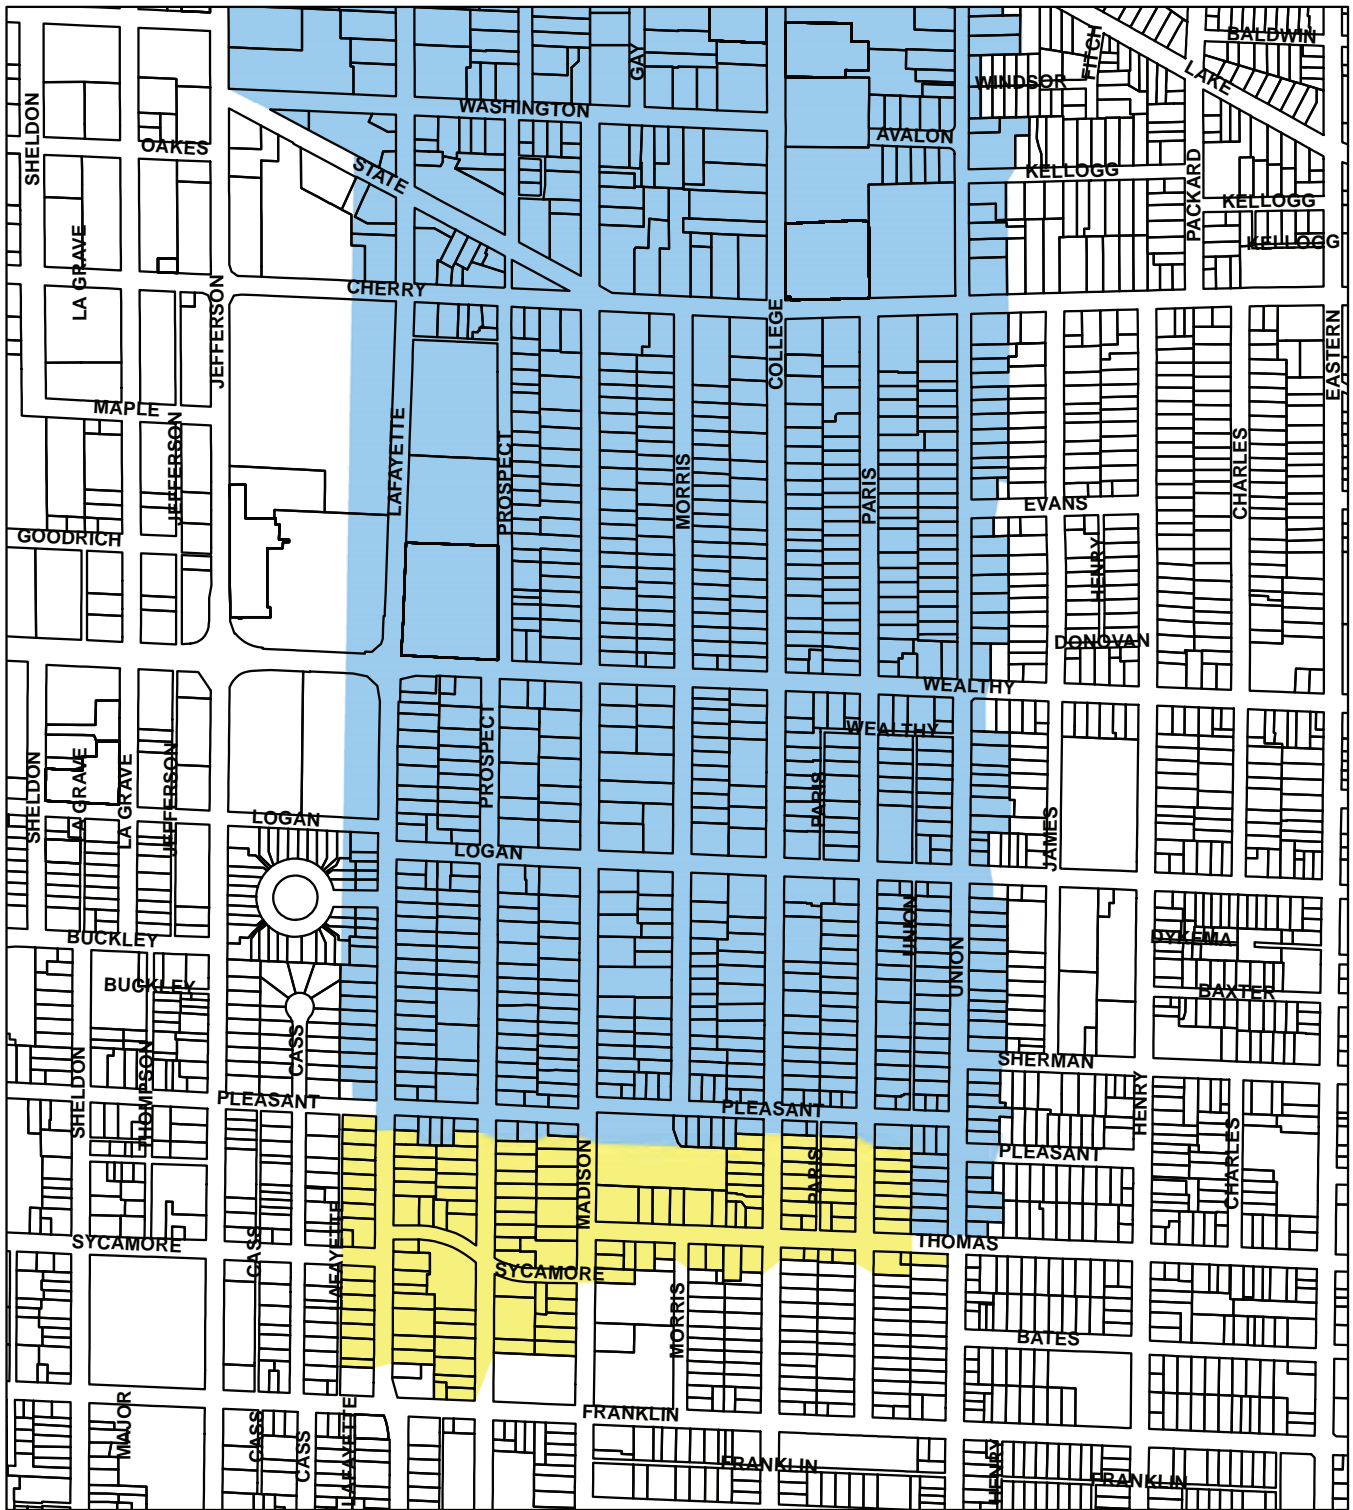 BALDWIN
FITCH
GAY
LAKE
WINDSOR
WASHINGTON
SHELDON
OAKES
AVALON
STATE
KELLOGG
PACKARD
KELLOGG
KELLOGG
LA GRAVE
CHERRY
JEFFERSON
COLLEGE
EASTERN
MAPLE
LAFAYETTE
JEFFERSON
PROSPECT
MORRIS
PARIS
CHARLES
EVANS
GOODRICH
HENRY
DONOVAN
WEALTHY
WEALTHY
PROSPECT
SHELDON
LA GRAVE
LA GRAVE
JEFFERSON
PARIS
LOGAN
JAMES
LOGAN
UNION
BUCKLEY
DYKEMA
UNION
BUCKLEY
BAXTER
CASS
SHERMAN
SHELDON
THOMPSON
PLEASANT
PLEASANT
HENRY
PLEASANT
CHARLES
PARIS
MADISON
SYCAMORE
CASS
LAFAYETTE
THOMAS
SYCAMORE
MORRIS
BATES
MAJOR
FRANKLIN
CASS
CASS
LAFAYETTE
FRANKLIN
HENRY
FRANKLIN